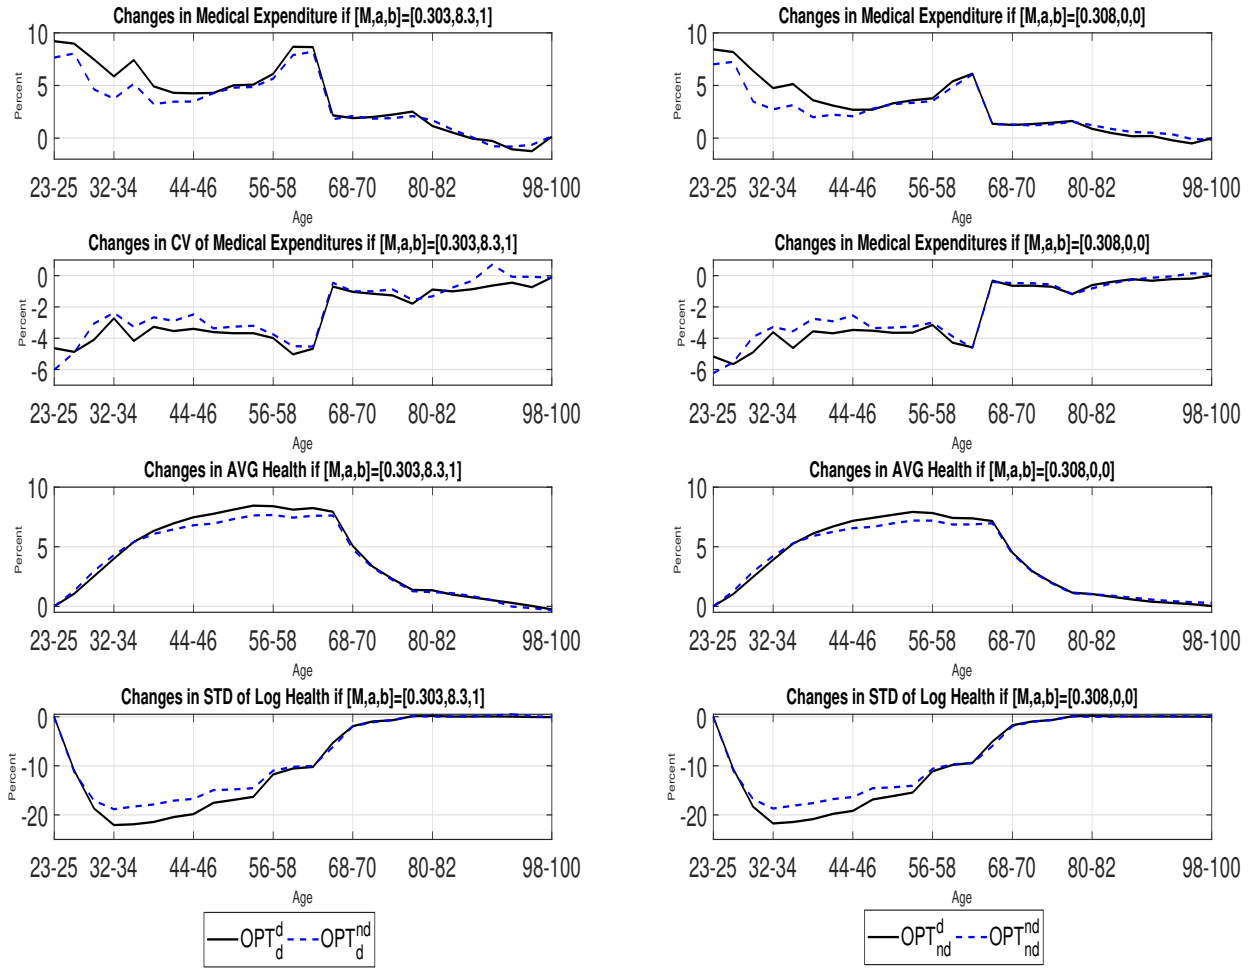 Changes in Medical Expenditure if [M,a,b]=[0.303,8.3,1]
10
5
0
Percent
23-25 32-34 44-46 56-58 68-70 80-82 98-100
Age
Changes in Medical Expenditure if [M,a,b]=[0.308,0,0]
10
5
0
Percent
23-25 32-34 44-46 56-58 68-70 80-82 98-100
Age
Changes in CV of Medical Expenditures if [M,a,b]=[0.303,8.3,1]
0
-2
-4
-6
Percent
23-25 32-34 44-46 56-58 68-70 80-82 98-100
Age
Changes in Medical Expenditures if [M,a,b]=[0.308,0,0]
0
-2
-4
-6
Percent
23-25 32-34 44-46 56-58 68-70 80-82 98-100
Age
Changes in AVG Health if [M,a,b]=[0.303,8.3,1]
10
5
0
Percent
23-25 32-34 44-46 56-58 68-70 80-82 98-100
Age
Changes in AVG Health if [M,a,b]=[0.308,0,0]
10
5
0
Percent
23-25 32-34 44-46 56-58 68-70 80-82 98-100
Age
Changes in STD of Log Health if [M,a,b]=[0.303,8.3,1]
0
-10
-20
Percent
23-25 32-34 44-46 56-58 68-70 80-82 98-100
Age
Changes in STD of Log Health if [M,a,b]=[0.308,0,0]
0
-10
-20
Percent
23-25 32-34 44-46 56-58 68-70 80-82 98-100
Age
OPT^d_d OPT^nd_d
OPT^d_nd OPT^nd_nd